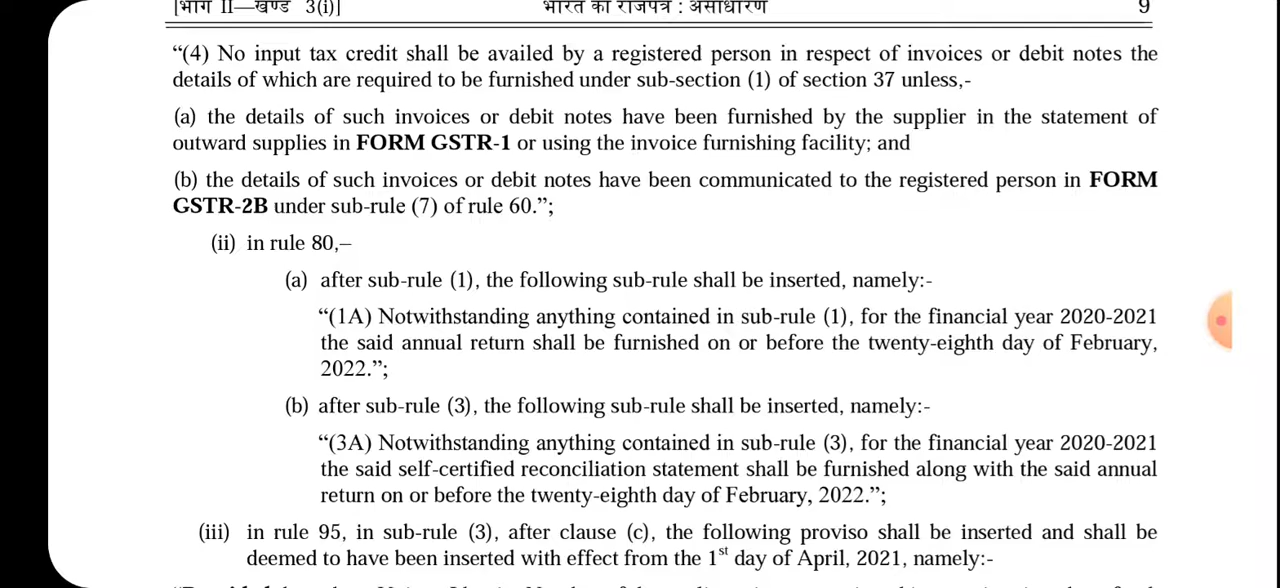 [भाग II—खण्ड 3(i)] भारत का राजपत्र : असाधारण 9
“(4) No input tax credit shall be availed by a registered person in respect of invoices or debit notes the
details of which are required to be furnished under sub-section (1) of section 37 unless,-
(a) the details of such invoices or debit notes have been furnished by the supplier in the statement of
outward supplies in FORM GSTR-1 or using the invoice furnishing facility; and
(b) the details of such invoices or debit notes have been communicated to the registered person in FORM
GSTR-2B under sub-rule (7) of rule 60.”;
(ii) in rule 80,–
(a) after sub-rule (1), the following sub-rule shall be inserted, namely:-
“(1A) Notwithstanding anything contained in sub-rule (1), for the financial year 2020-2021
the said annual return shall be furnished on or before the twenty-eighth day of February,
2022.”;
(b) after sub-rule (3), the following sub-rule shall be inserted, namely:-
“(3A) Notwithstanding anything contained in sub-rule (3), for the financial year 2020-2021
the said self-certified reconciliation statement shall be furnished along with the said annual
return on or before the twenty-eighth day of February, 2022.”;
(iii) in rule 95, in sub-rule (3), after clause (c), the following proviso shall be inserted and shall be
deemed to have been inserted with effect from the 1st day of April, 2021, namely:-